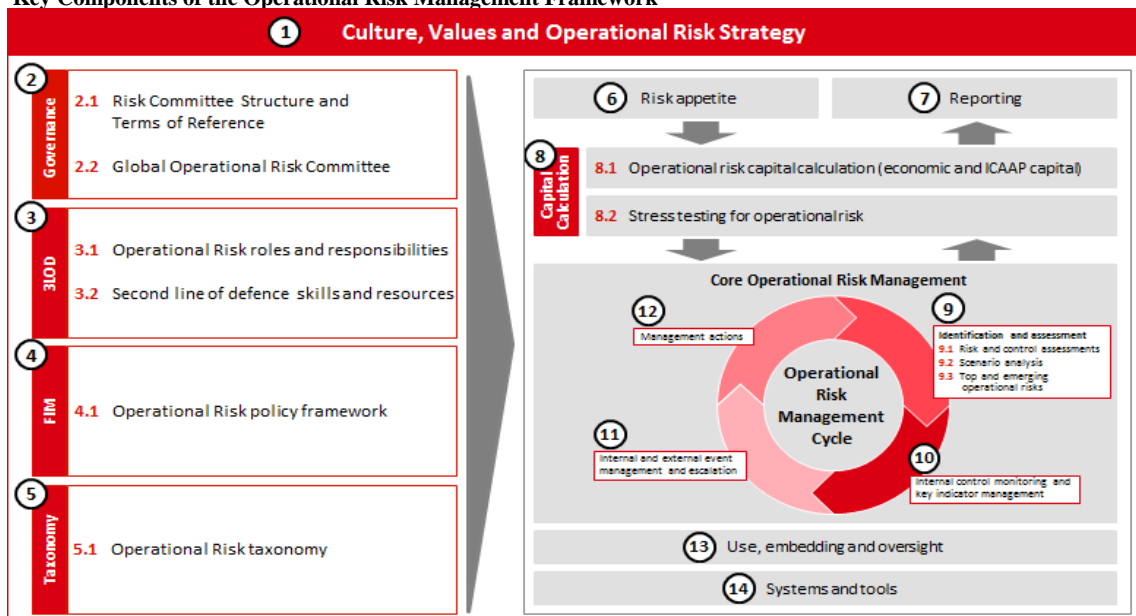 Key Components of the Operational Risk Management Framework
1 Culture, Values and Operational Risk Strategy
2
Governance
2.1 Risk Committee Structure and
Terms of Reference
2.2 Global Operational Risk Committee
3
3LOD
3.1 Operational Risk roles and responsibilities
3.2 Second line of defence skills and resources
4
FIM
4.1 Operational Risk policy framework
5
Taxonomy
5.1 Operational Risk taxonomy
6 Risk appetite
7 Reporting
8
Capital
Calculation
8.1 Operational risk capital calculation (economic and ICAAP capital)
8.2 Stress testing for operational risk
Core Operational Risk Management
Operational
Risk
Management
Cycle
9
Identification and assessment
9.1 Risk and control assessments
9.2 Scenario analysis
9.3 Top and emerging
operational risks
10
Internal control monitoring and
key indicator management
11
Internal and external event
management and escalation
12
Management actions
13 Use, embedding and oversight
14 Systems and tools